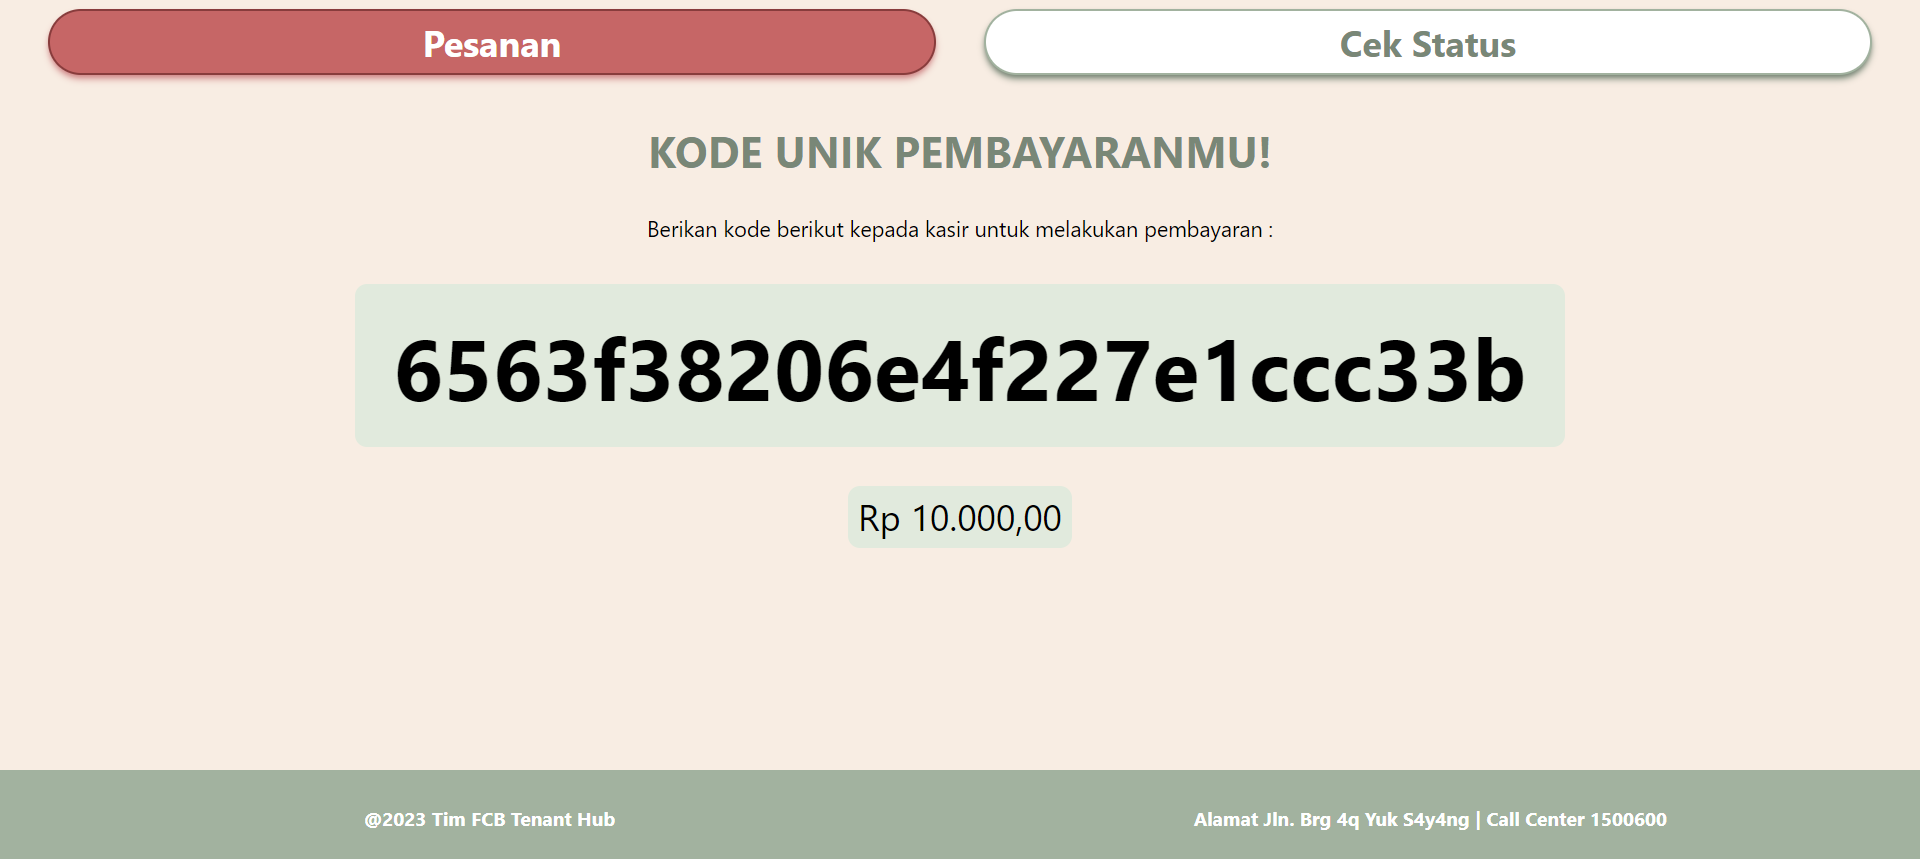 Pesanan
Cek Status
KODE UNIK PEMBAYARANMU!
Berikan kode berikut kepada kasir untuk melakukan pembayaran :
6563f38206e4f227e1ccc33b
Rp 10.000,00
@2023 Tim FCB Tenant Hub
Alamat Jln. Brg 4q Yuk S4y4ng | Call Center 1500600